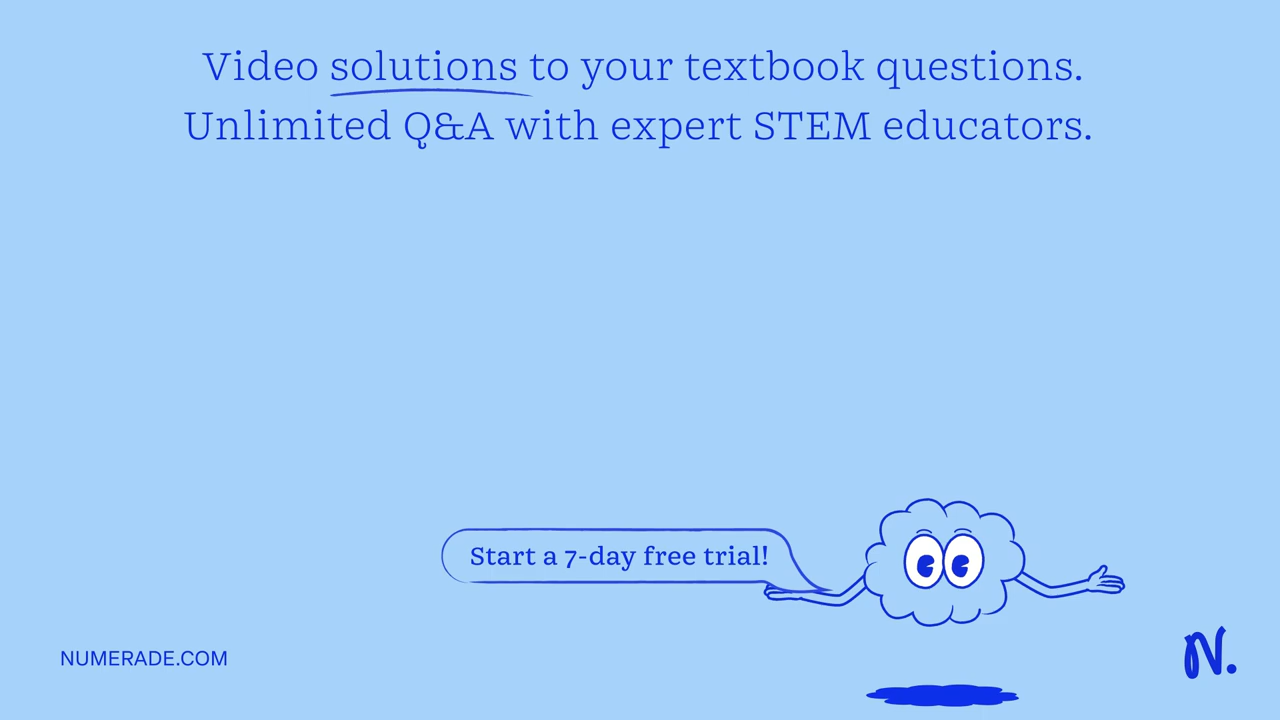 Video solutions to your textbook questions.
Unlimited Q&A with expert STEM educators.
Start a 7-day free trial!
NUMERADE.COM
N.